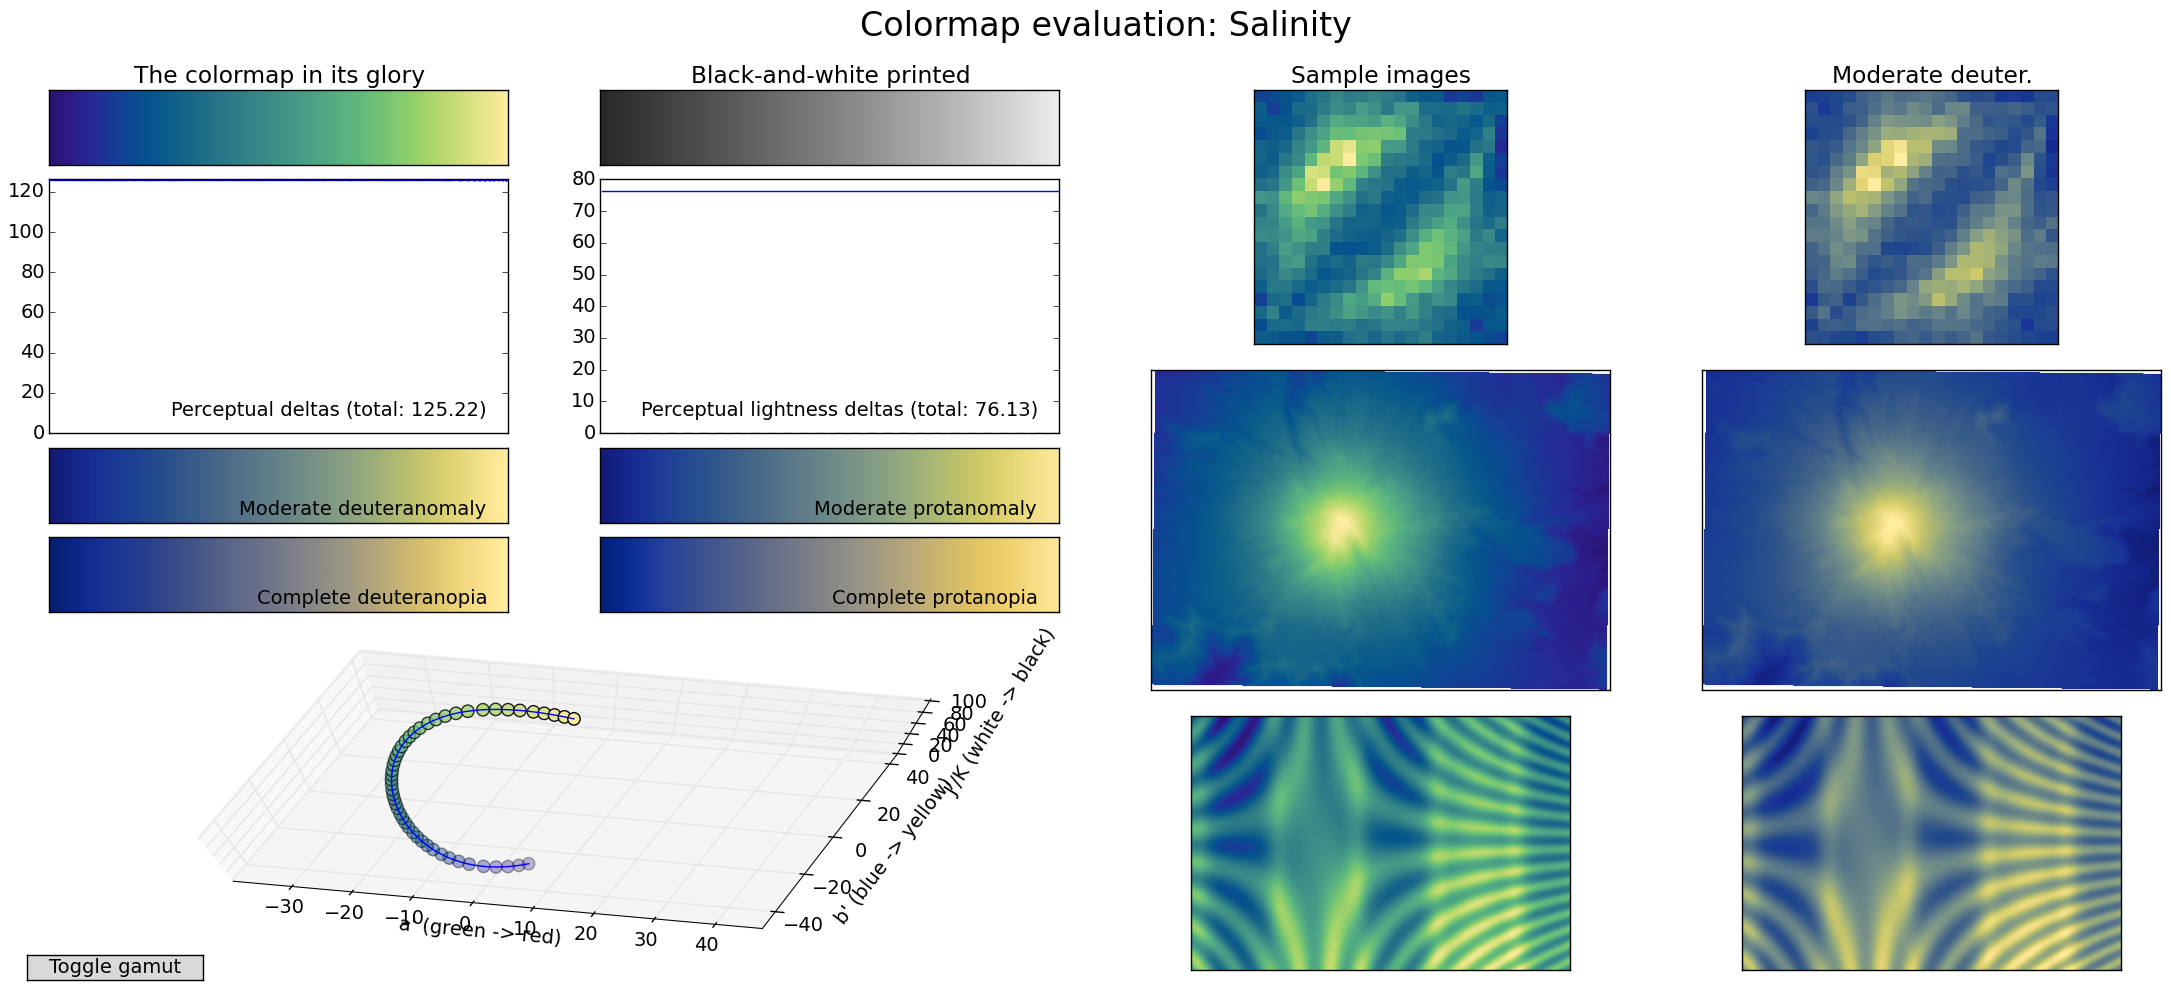 Colormap evaluation: Salinity
The colormap in its glory
Black-and-white printed
Sample images
Moderate deuter.
120
100
80
60
40
20
0
Perceptual deltas (total: 125.22)
80
70
60
50
40
30
20
10
0
Perceptual lightness deltas (total: 76.13)
Moderate deuteranomaly
Moderate protanomaly
Complete deuteranopia
Complete protanopia
−30
−20
−10
0
10
20
30
40
a' (green -> red)
−40
−20
0
20
40
b' (blue -> yellow)
0
20
40
60
80
100
J'/K (white -> black)
Toggle gamut